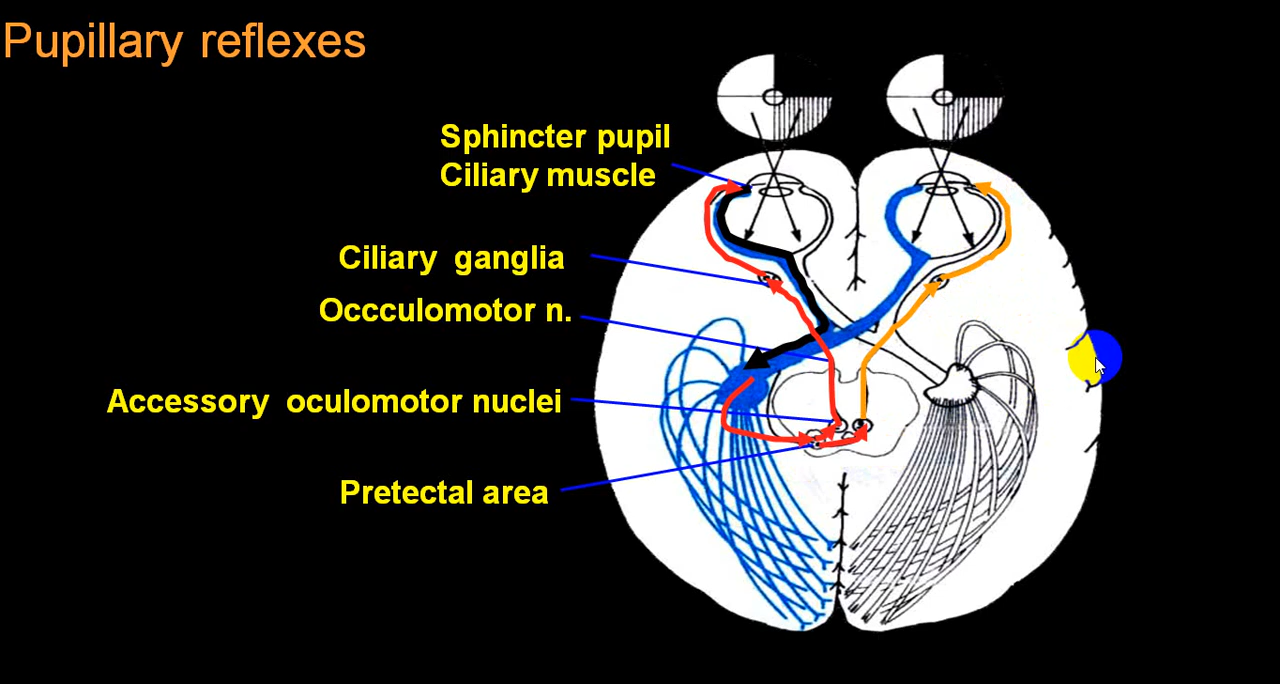 Pupillary reflexes
Sphincter pupil
Ciliary muscle
Ciliary ganglia
Occculomotor n.
Accessory oculomotor nuclei
Pretectal area